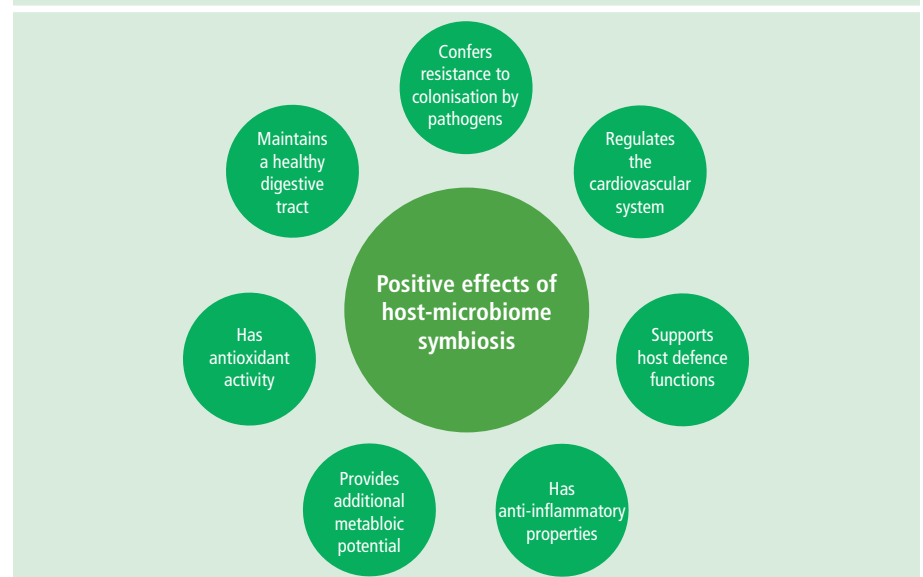 Confers
resistance to
colonisation by
pathogens
Regulates
the
cardiovascular
system
Supports
host defence
functions
Has
anti-inflammatory
properties
Provides
additional
metabloic
potential
Has
antioxidant
activity
Maintains
a healthy
digestive
tract
Positive effects of
host-microbiome
symbiosis